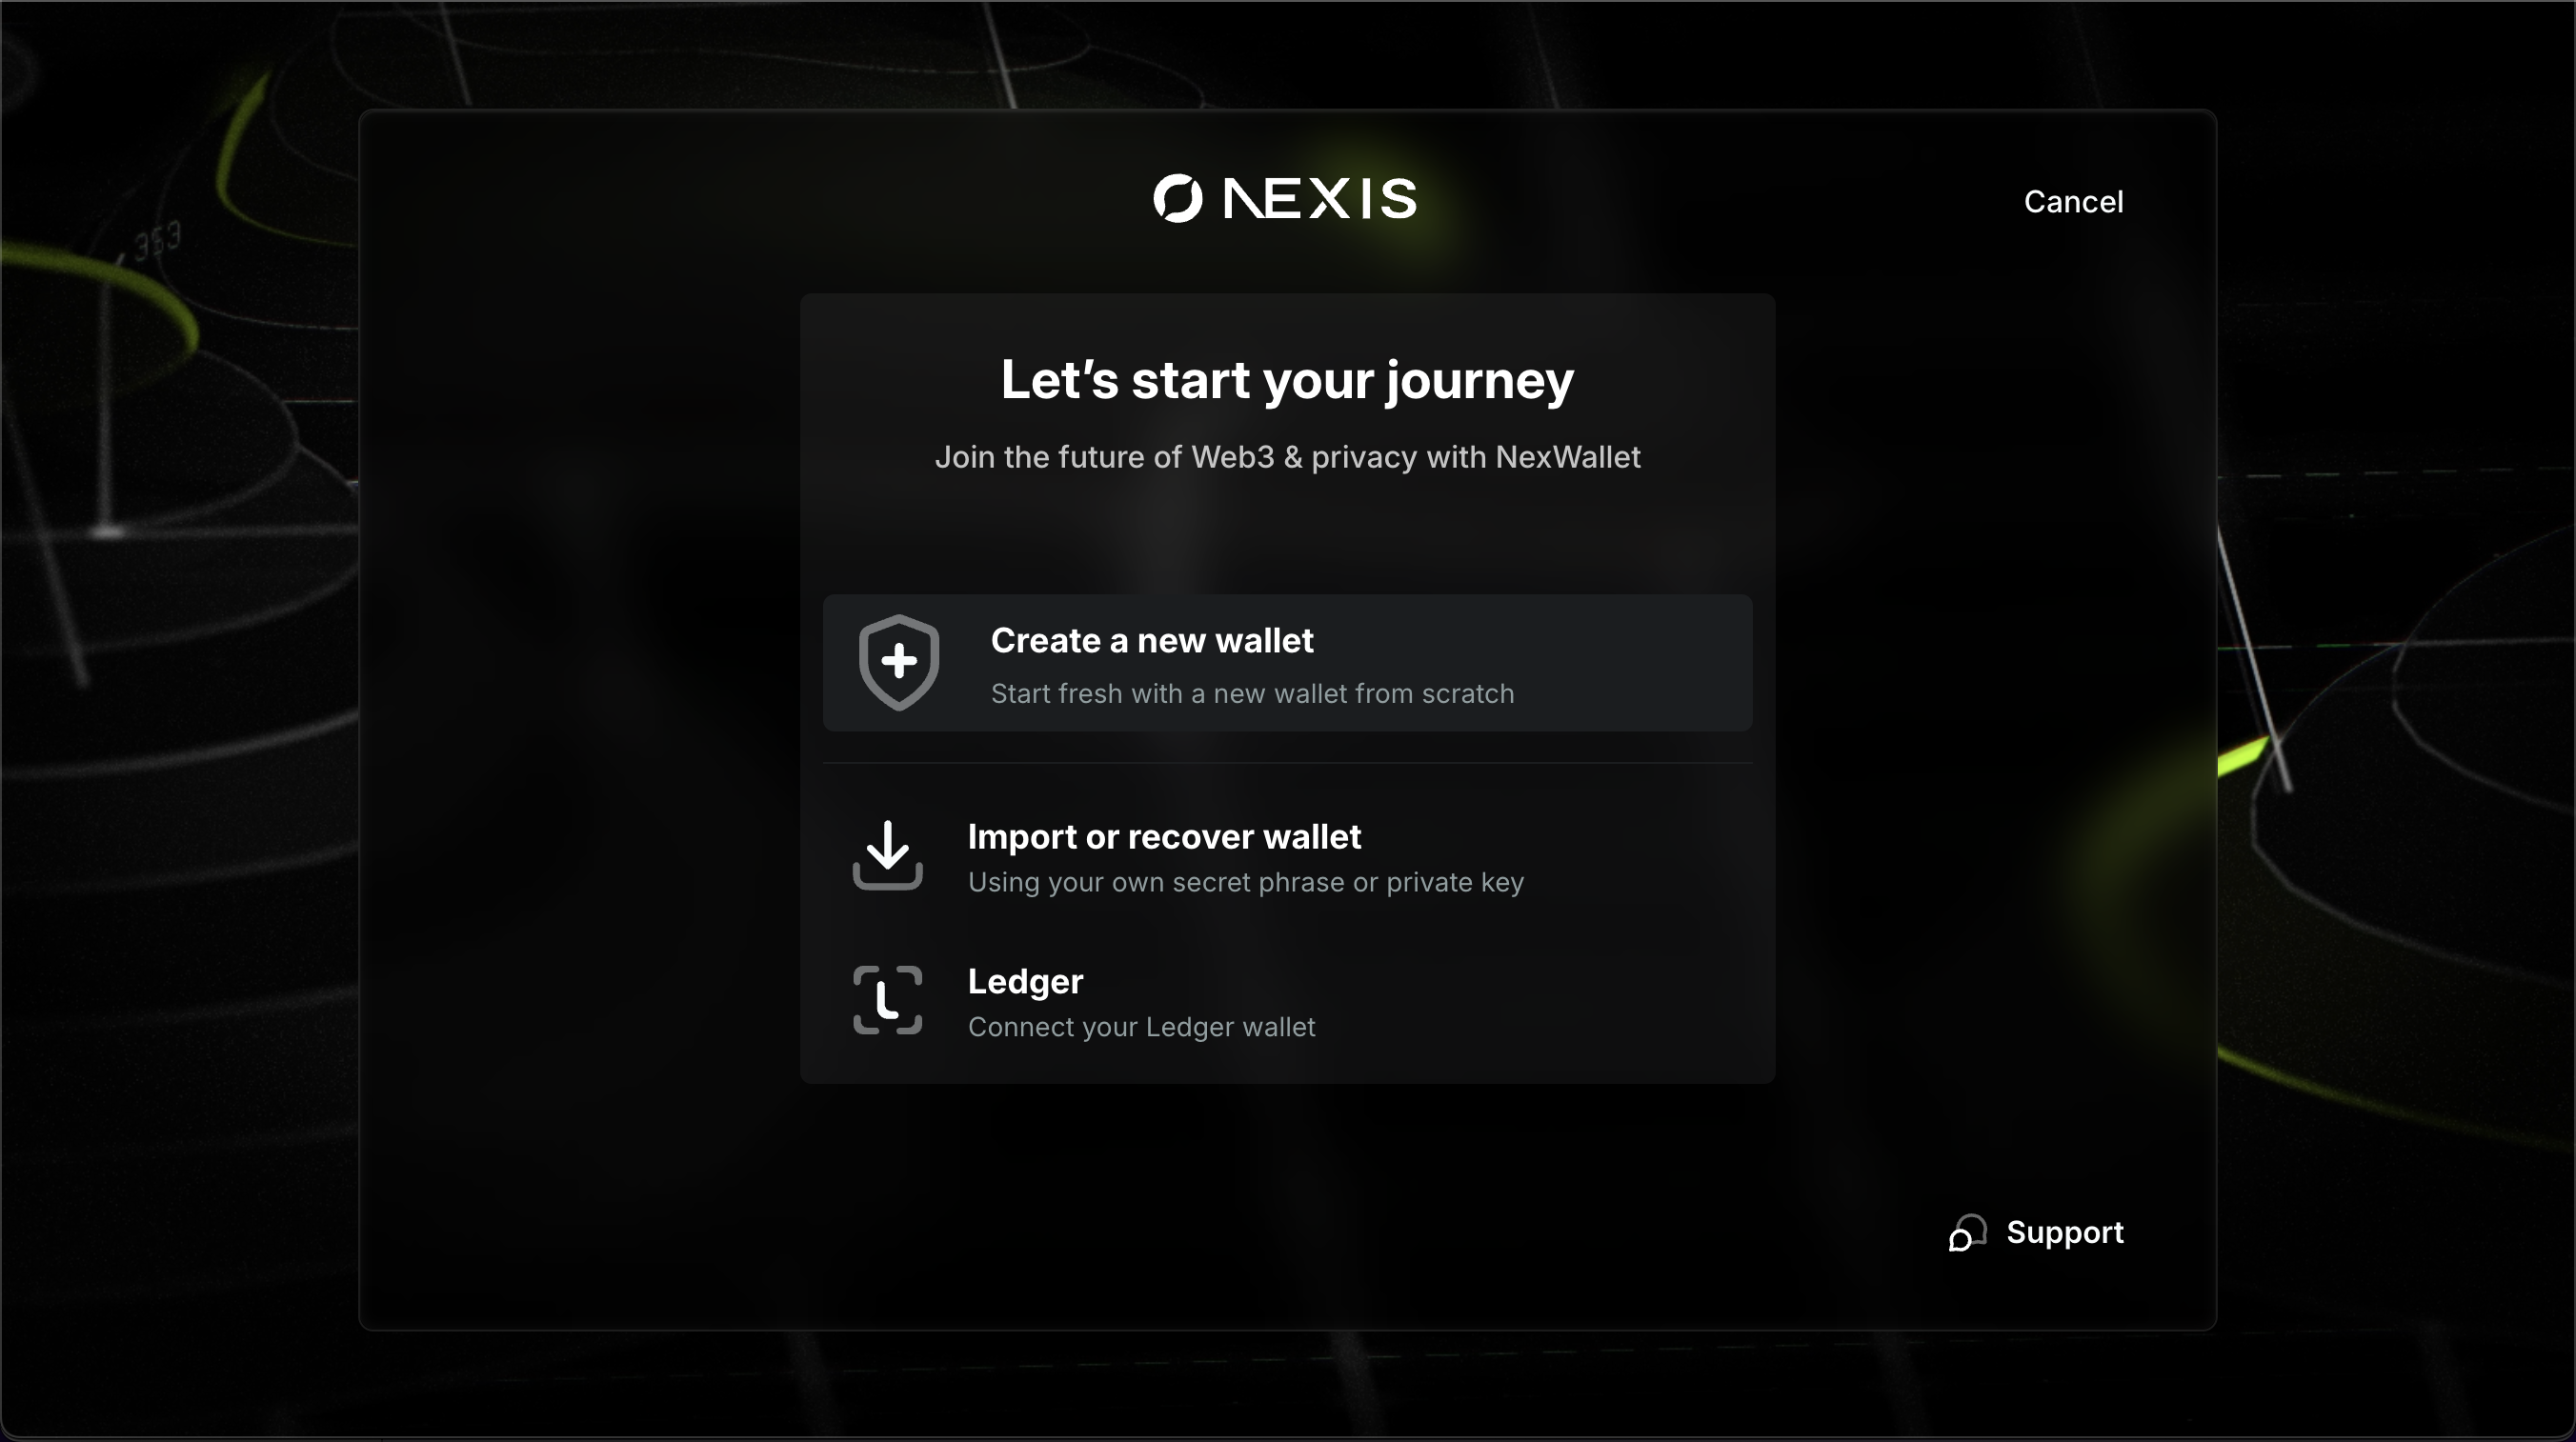 353
NEXIS
Cancel
Let’s start your journey
Join the future of Web3 & privacy with NexWallet
Create a new wallet
Start fresh with a new wallet from scratch
Import or recover wallet
Using your own secret phrase or private key
Ledger
Connect your Ledger wallet
Support